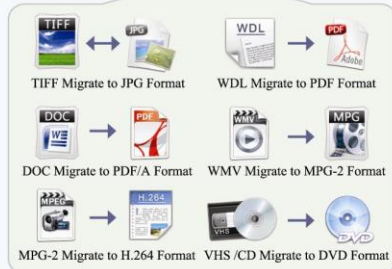 TIFF
JPG
WDL
PDF
Adobe
TIFF Migrate to JPG Format
WDL Migrate to PDF Format
DOC
W
PDF
WMV
MPG
DOC Migrate to PDF/A Format
WMV Migrate to MPG-2 Format
MPEG
H.264
VHS
DVD
MPG-2 Migrate to H.264 Format
VHS /CD Migrate to DVD Format